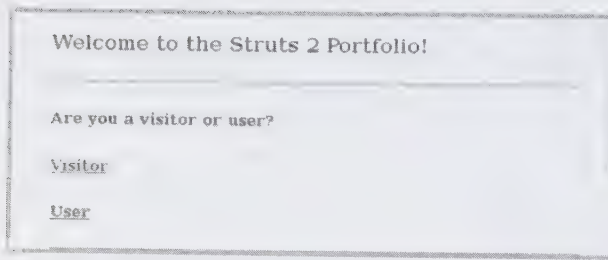 Welcome to the Struts 2 Portfolio!
Are you a visitor or user?
Visitor
User